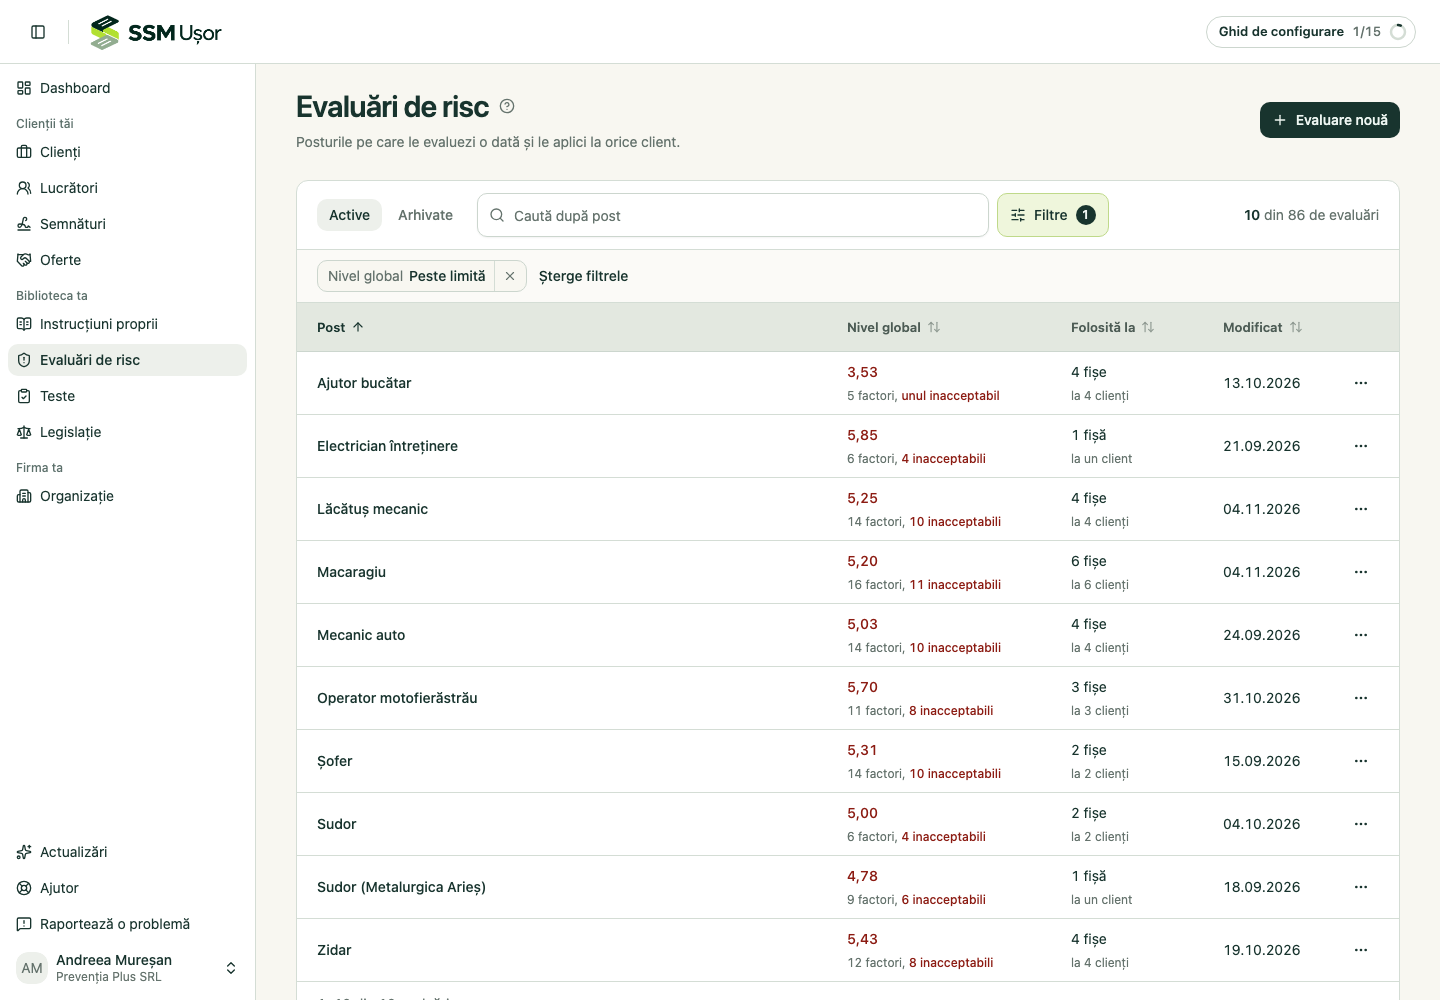 SSM Ușor
Ghid de configurare 1/15
Dashboard
Clienții tăi
Clienți
Lucrători
Semnături
Oferte
Biblioteca ta
Instrucțiuni proprii
Evaluări de risc
Teste
Legislație
Firma ta
Organizație
Actualizări
Ajutor
Raportează o problemă
AM
Andreea Mureșan
Prevenția Plus SRL
Evaluări de risc
Posturile pe care le evaluezi o dată și le aplici la orice client.
+ Evaluare nouă
Active Arhivate Caută după post Filtre 1 10 din 86 de evaluări
Nivel global Peste limită × Șterge filtrele
Post Nivel global Folosită la Modificat
Ajutor bucătar 3,53 4 fișe 13.10.2026
5 factori, unul inacceptabil la 4 clienți
Electrician întreținere 5,85 1 fișă 21.09.2026
6 factori, 4 inacceptabili la un client
Lăcătuș mecanic 5,25 4 fișe 04.11.2026
14 factori, 10 inacceptabili la 4 clienți
Macaragiu 5,20 6 fișe 04.11.2026
16 factori, 11 inacceptabili la 6 clienți
Mecanic auto 5,03 4 fișe 24.09.2026
14 factori, 10 inacceptabili la 4 clienți
Operator motofierăstrău 5,70 3 fișe 31.10.2026
11 factori, 8 inacceptabili la 3 clienți
Șofer 5,31 2 fișe 15.09.2026
14 factori, 10 inacceptabili la 2 clienți
Sudor 5,00 2 fișe 04.10.2026
6 factori, 4 inacceptabili la 2 clienți
Sudor (Metalurgica Arieș) 4,78 1 fișă 18.09.2026
9 factori, 6 inacceptabili la un client
Zidar 5,43 4 fișe 19.10.2026
12 factori, 8 inacceptabili la 4 clienți